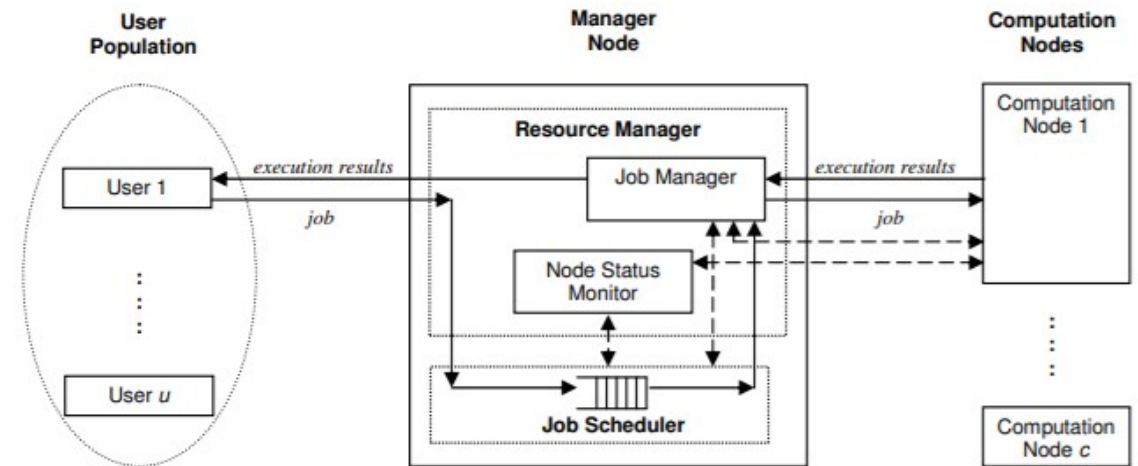 User
Population
Manager
Node
Computation
Nodes
Resource Manager
Computation
Node 1
User 1
execution results
Job Manager
execution results
job
job
Node Status
Monitor
User u
Job Scheduler
Computation
Node c